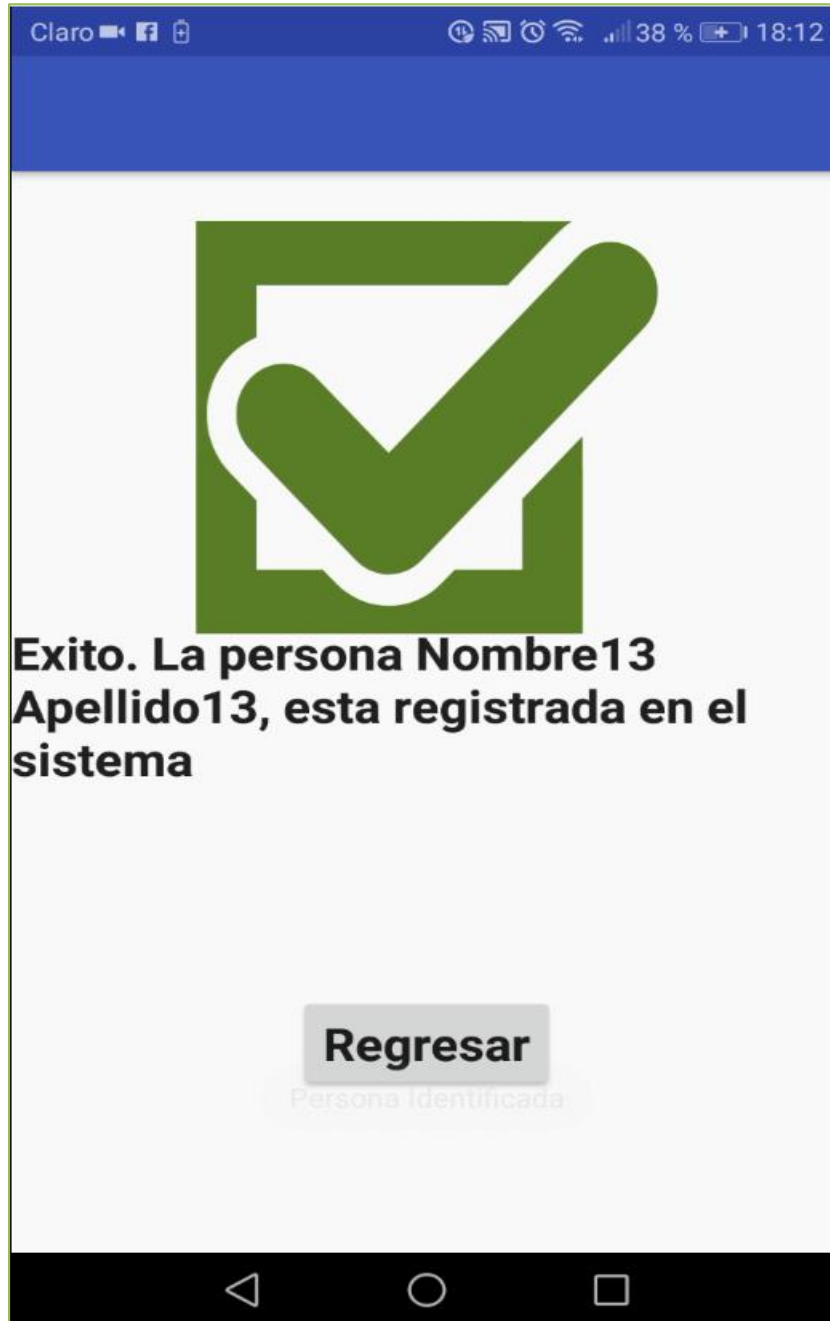 Claro 38 % 18:12
Exito. La persona Nombre13
Apellido13, esta registrada en el
sistema
Regresar
Persona Identificada